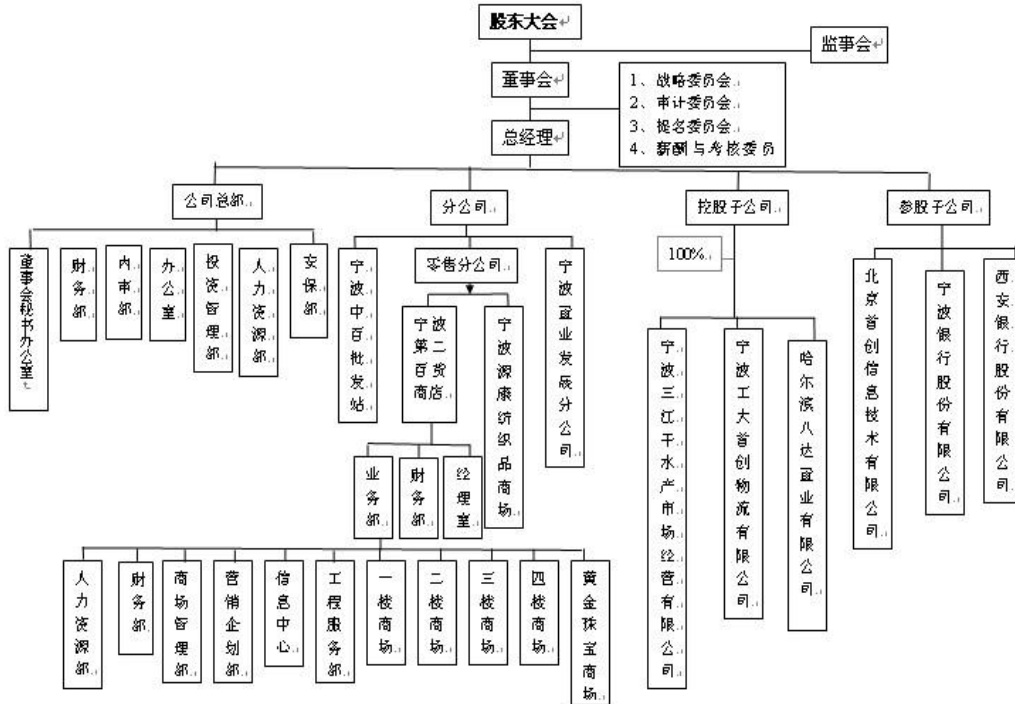 股东大会
监事会
董事会
1、战略委员会
2、审计委员会
3、提名委员会
4、薪酬与考核委员
总经理
公司总部
分公司
控股子公司
参股子公司
董事会秘书办公室
财务部
内审部
办公室
投资管理部
人力资源部
安保部
宁波中百批发站
零售分公司
宁波置业发展分公司
100%
宁波第二百货商店
宁波源康纺织品商场
宁波三江干水产市场经营有限公司
宁波工大首创物流有限公司
哈尔滨八达置业有限公司
北京首创信息技术有限公司
宁波银行股份有限公司
西安银行股份有限公司
业务部
财务部
经理室
人力资源部
财务部
商场管理部
营销企划部
信息中心
工程服务部
一楼商场
二楼商场
三楼商场
四楼商场
黄金珠宝商场